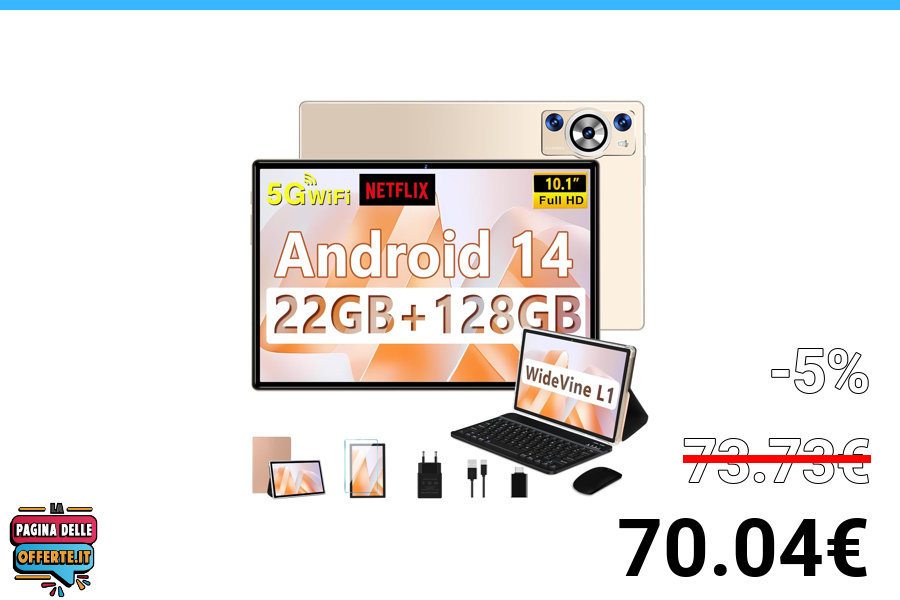 5G WiFi
NETFLIX
10.1"
Full HD
Android 14
22GB+128GB
WideVine L1
-5%
73.73€
70.04€
LA
PAGINA DELLE
OFFERTE.IT